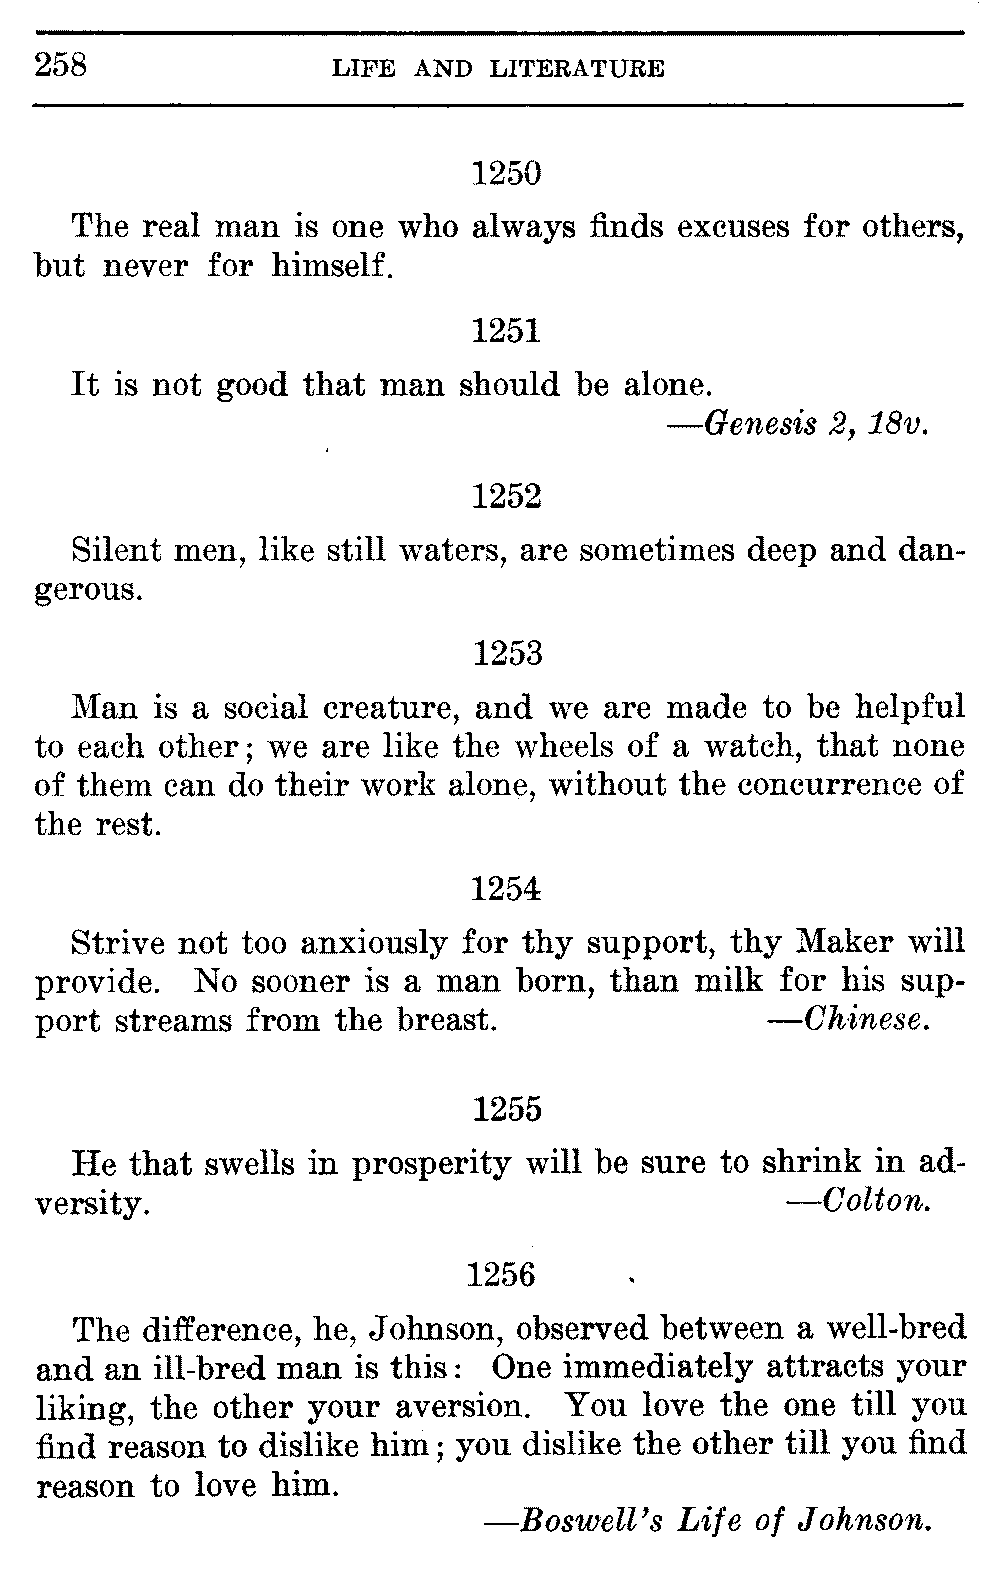 258 LIFE AND LITERATURE
1250
The real man is one who always finds excuses for others,
but never for himself.
1251
It is not good that man should be alone.
—Genesis 2, 18v.
1252
Silent men, like still waters, are sometimes deep and dan-
gerous.
1253
Man is a social creature, and we are made to be helpful
to each other; we are like the wheels of a watch, that none
of them can do their work alone, without the concurrence of
the rest.
1254
Strive not too anxiously for thy support, thy Maker will
provide. No sooner is a man born, than milk for his sup-
port streams from the breast. —Chinese.
1255
He that swells in prosperity will be sure to shrink in ad-
versity. —Colton.
1256
The difference, he, Johnson, observed between a well-bred
and an ill-bred man is this: One immediately attracts your
liking, the other your aversion. You love the one till you
find reason to dislike him; you dislike the other till you find
reason to love him.
—Boswell's Life of Johnson.